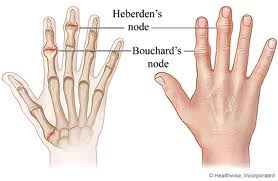 Heberden's
node
Bouchard's
node
© Healthwise, Incorporated